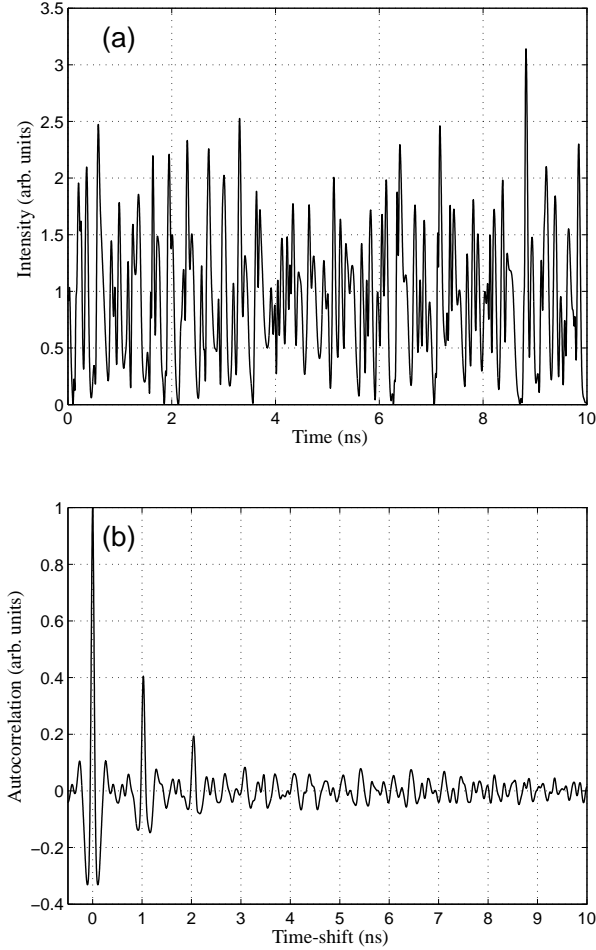 (a)
Intensity (arb. units)
3.5
3
2.5
2
1.5
1
0.5
0
0 2 4 6 8 10
Time (ns)
(b)
Autocorrelation (arb. units)
1
0.8
0.6
0.4
0.2
0
−0.2
−0.4
0 1 2 3 4 5 6 7 8 9 10
Time-shift (ns)